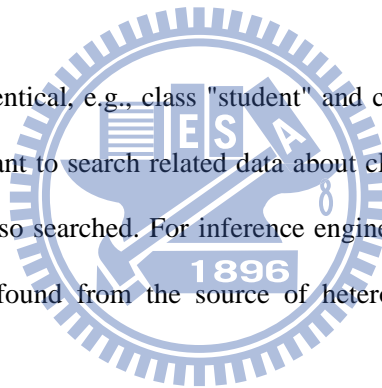 entical, e.g., class "student" and c
ant to search related data about cl
so searched. For inference engine
found from the source of hetero
E S A
1896